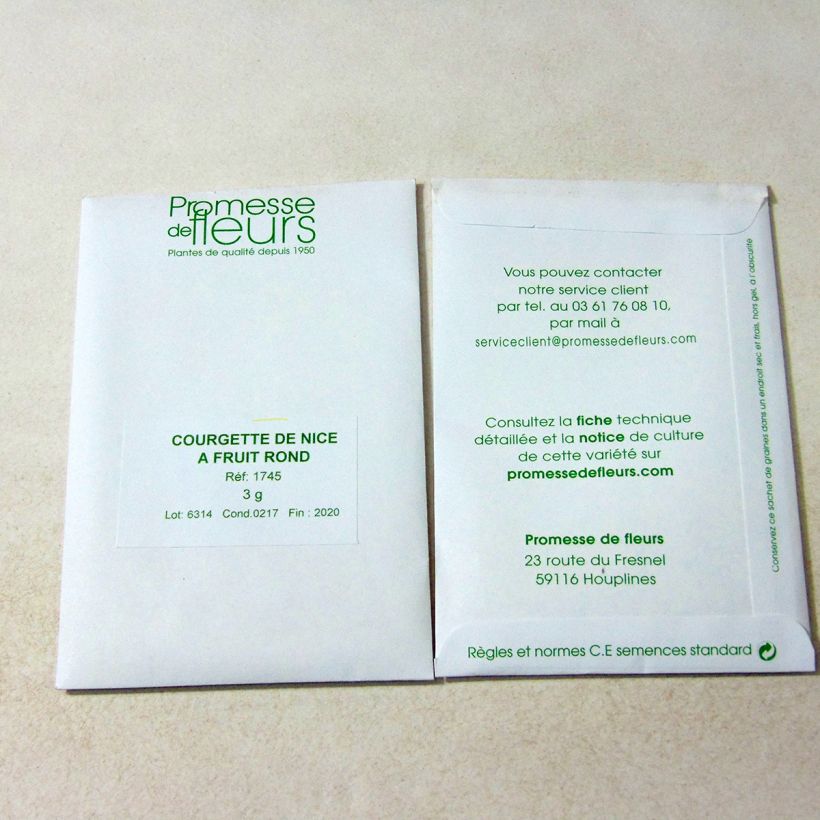 Promesse
de fleurs
Plantes de qualité depuis 1950
COURGETTE DE NICE
A FRUIT ROND
Réf: 1745
3 g
Lot: 6314 Cond.0217 Fin : 2020
Vous pouvez contacter
notre service client
par tel. au 03 61 76 08 10,
par mail à
serviceclient@promessedefleurs.com
Consultez la fiche technique
détaillée et la notice de culture
de cette variété sur
promessedefleurs.com
Promesse de fleurs
23 route du Fresnel
59116 Houplines
Règles et normes C.E semences standard
Conservez ce sachet de graines dans un endroit sec et frais, hors gel, à l'obscurité